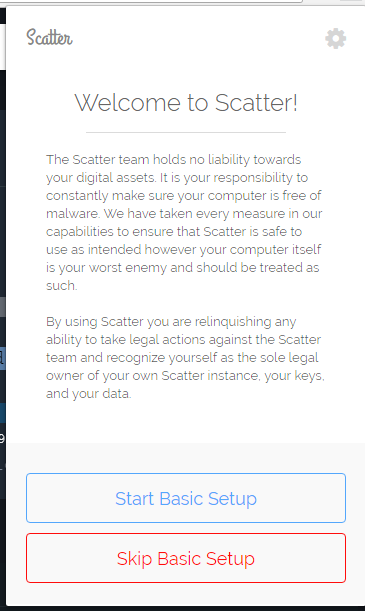 Scatter
Welcome to Scatter!
The Scatter team holds no liability towards
your digital assets. It is your responsibility to
constantly make sure your computer is free of
malware. We have taken every measure in our
capabilities to ensure that Scatter is safe to
use as intended however your computer itself
is your worst enemy and should be treated as
such.
By using Scatter you are relinquishing any
ability to take legal actions against the Scatter
team and recognize yourself as the sole legal
owner of your own Scatter instance, your keys,
and your data.
Start Basic Setup
Skip Basic Setup